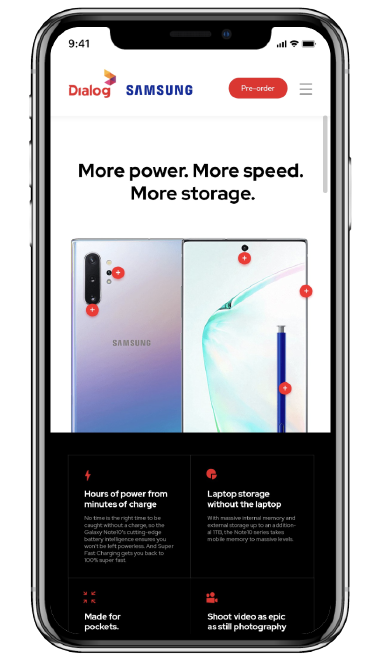 9:41
Dialog SAMSUNG Pre-order
More power. More speed.
More storage.
SAMSUNG
Hours of power from
minutes of charge
No time is the right time to be
caught without a charge, so the
Galaxy Note10's cutting-edge
battery intelligence ensures you
won't be left powerless. And Super
Fast Charging gets you back to
100% super fast.
Laptop storage
without the laptop
With massive internal memory and
external storage up to an addition-
al 1TB, the Note10 series takes
mobile memory to massive levels.
Made for
pockets.
Shoot video as epic
as still photography